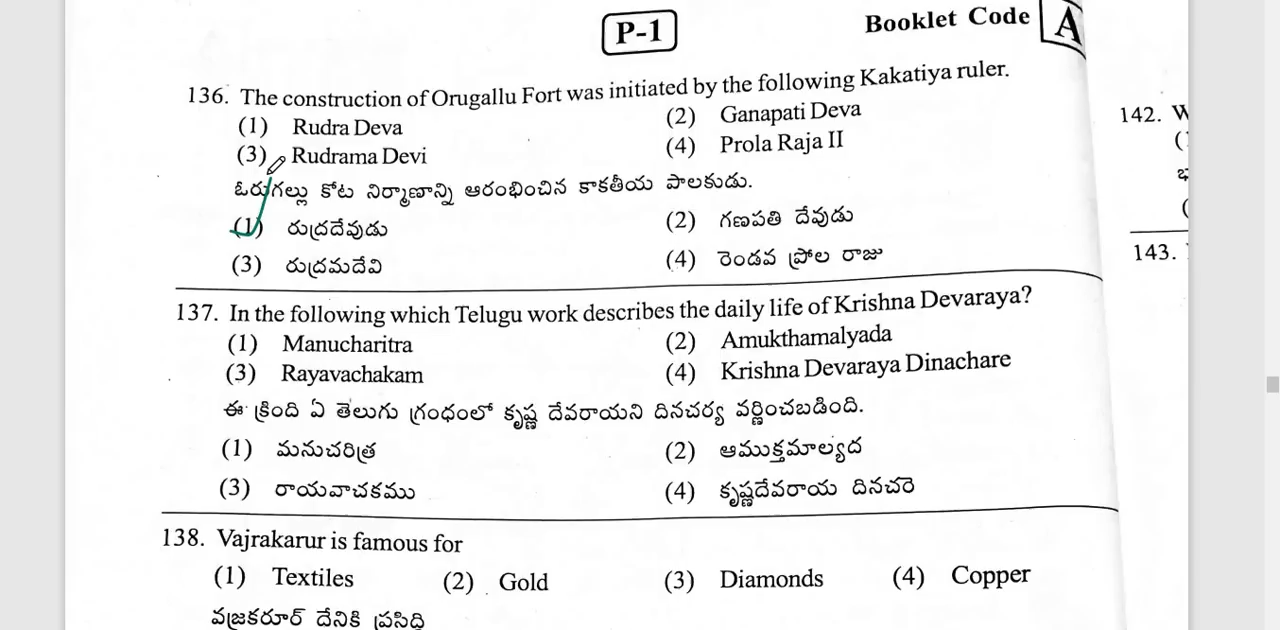 P-1
Booklet Code A
136. The construction of Orugallu Fort was initiated by the following Kakatiya ruler.
(1) Rudra Deva (2) Ganapati Deva
(3) Rudrama Devi (4) Prola Raja II
ఓరుగల్లు కోట నిర్మాణాన్ని ఆరంభించిన కాకతీయ పాలకుడు.
(1) రుద్రదేవుడు (2) గణపతి దేవుడు
(3) రుద్రమదేవి (4) రెండవ ప్రోల రాజు
137. In the following which Telugu work describes the daily life of Krishna Devaraya?
(1) Manucharitra (2) Amukthamalyada
(3) Rayavachakam (4) Krishna Devaraya Dinachare
ఈ క్రింది ఏ తెలుగు గ్రంధంలో కృష్ణ దేవరాయని దినచర్య వర్ణించబడింది.
(1) మనుచరిత్ర (2) ఆముక్తమాల్యద
(3) రాయవాచకము (4) కృష్ణదేవరాయ దినచరె
138. Vajrakarur is famous for
(1) Textiles (2) Gold (3) Diamonds (4) Copper
వజ్రకరూర్ దేనికి ప్రసిద్ధి
142.
143.